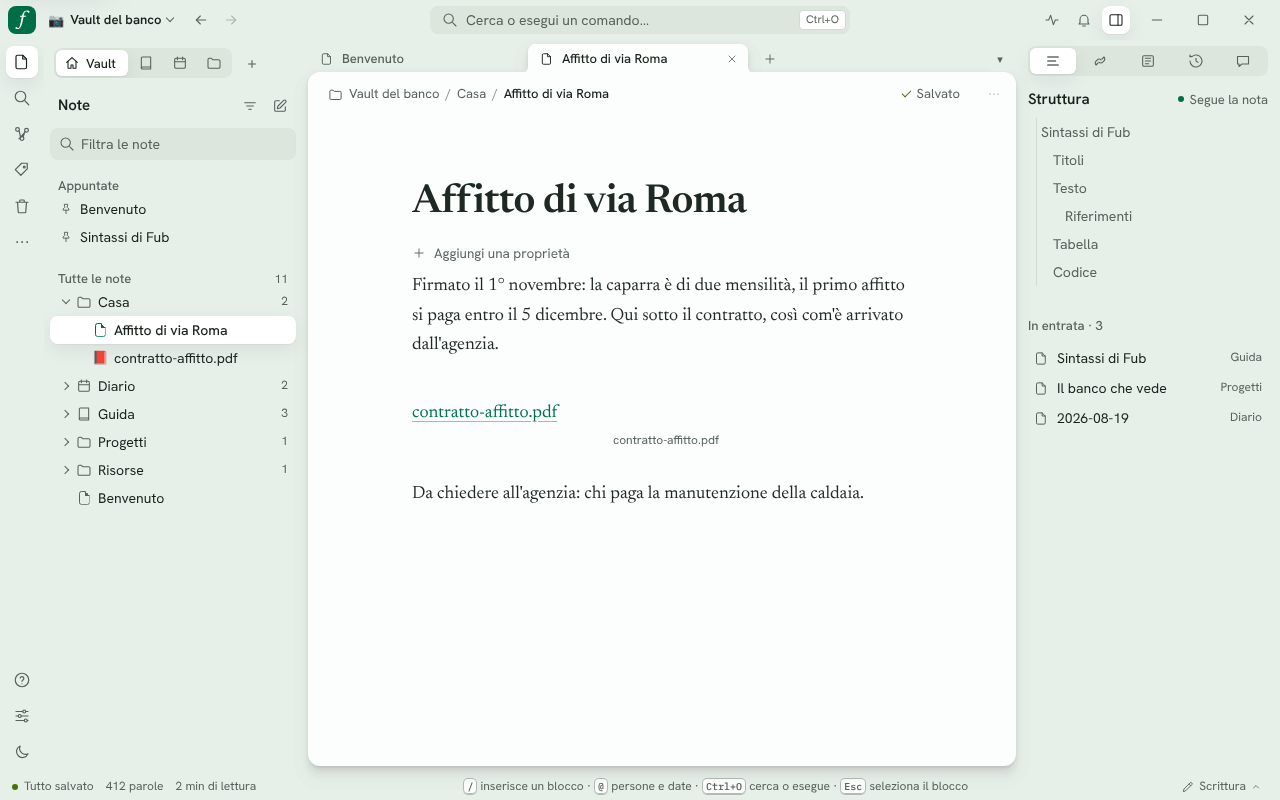 f
Vault del banco
Cerca o esegui un comando...
Ctrl+O
Vault
Note
Filtra le note
Appuntate
Benvenuto
Sintassi di Fub
Tutte le note 11
Casa 2
Affitto di via Roma
contratto-affitto.pdf
Diario 2
Guida 3
Progetti 1
Risorse 1
Benvenuto
Benvenuto
Affitto di via Roma
Vault del banco / Casa / Affitto di via Roma
Salvato
Affitto di via Roma
Aggiungi una proprietà
Firmato il 1° novembre: la caparra è di due mensilità, il primo affitto
si paga entro il 5 dicembre. Qui sotto il contratto, così com'è arrivato
dall'agenzia.
contratto-affitto.pdf
contratto-affitto.pdf
Da chiedere all'agenzia: chi paga la manutenzione della caldaia.
Struttura
Segue la nota
Sintassi di Fub
Titoli
Testo
Riferimenti
Tabella
Codice
In entrata · 3
Sintassi di Fub Guida
Il banco che vede Progetti
2026-08-19 Diario
Tutto salvato 412 parole 2 min di lettura
/ inserisce un blocco · @ persone e date · Ctrl+O cerca o esegue · Esc seleziona il blocco
Scrittura